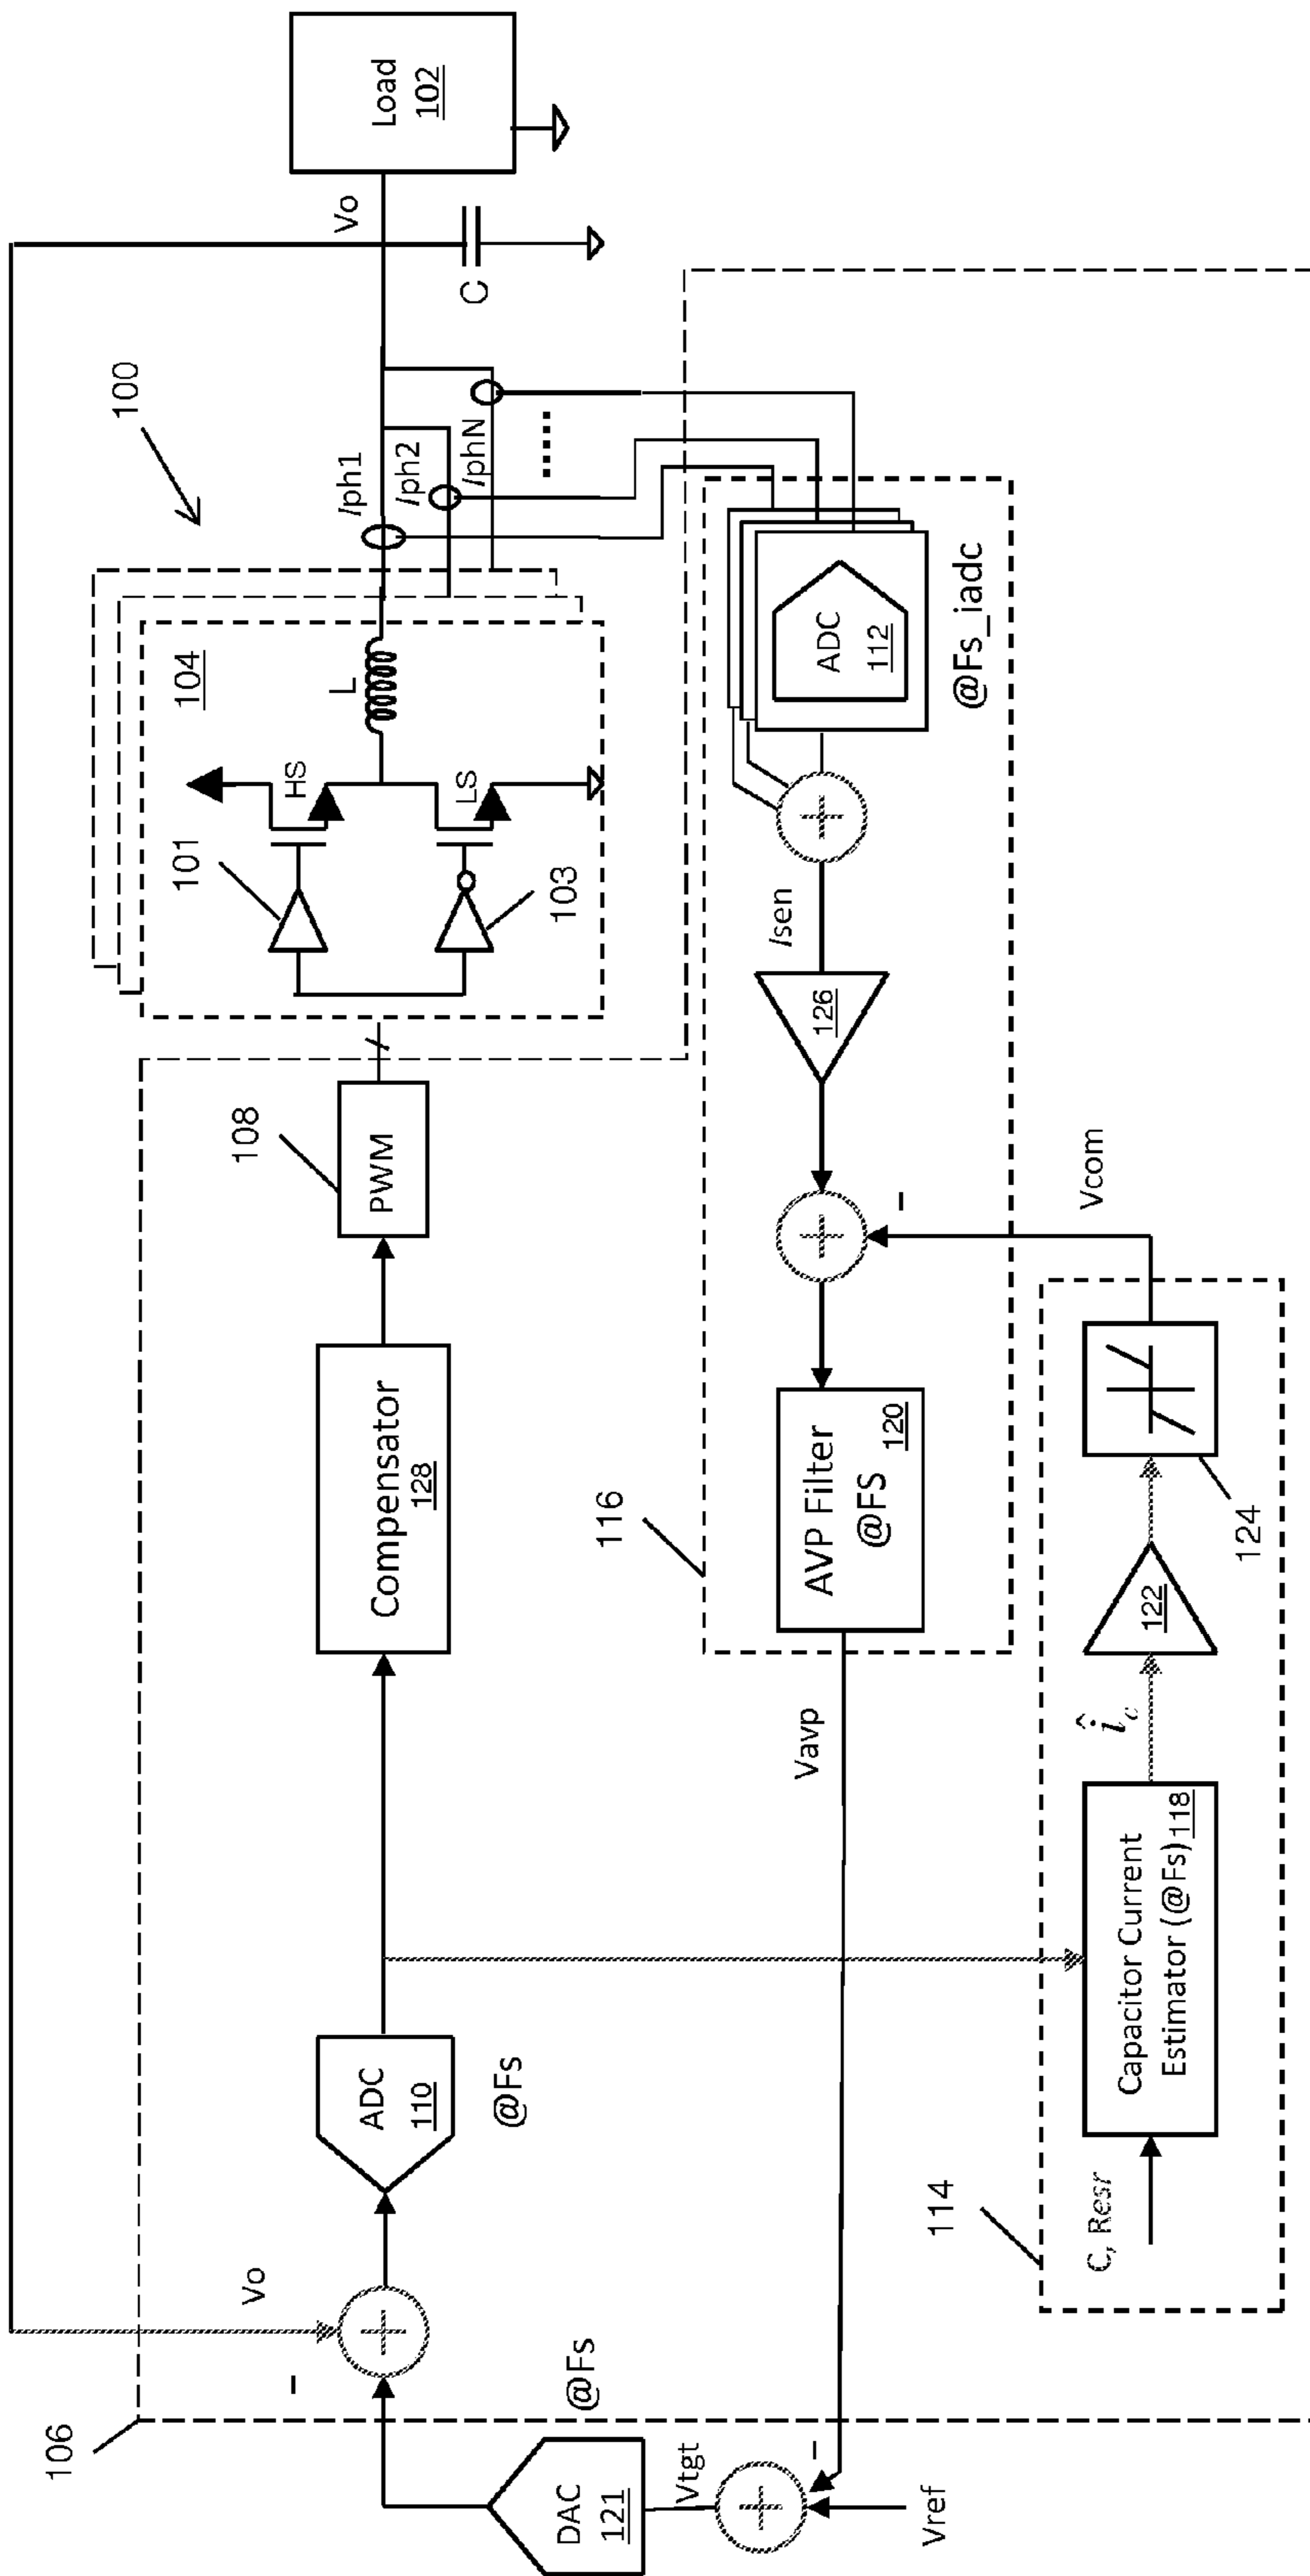 100
Load
102
Vo
C
Iph1
Iph2
IphN
......
104
L
HS
LS
101
103
108
PWM
Compensator
128
ADC
110
@Fs
Vo
−
106
@Fs
DAC
121
Vtgt
−
Vref
Vavp
116
AVP Filter
@FS
120
−
126
Isen
ADC
112
@Fs_iadc
Vcom
114
C, Resr
Capacitor Current
Estimator (@Fs) 118
î_c
122
124